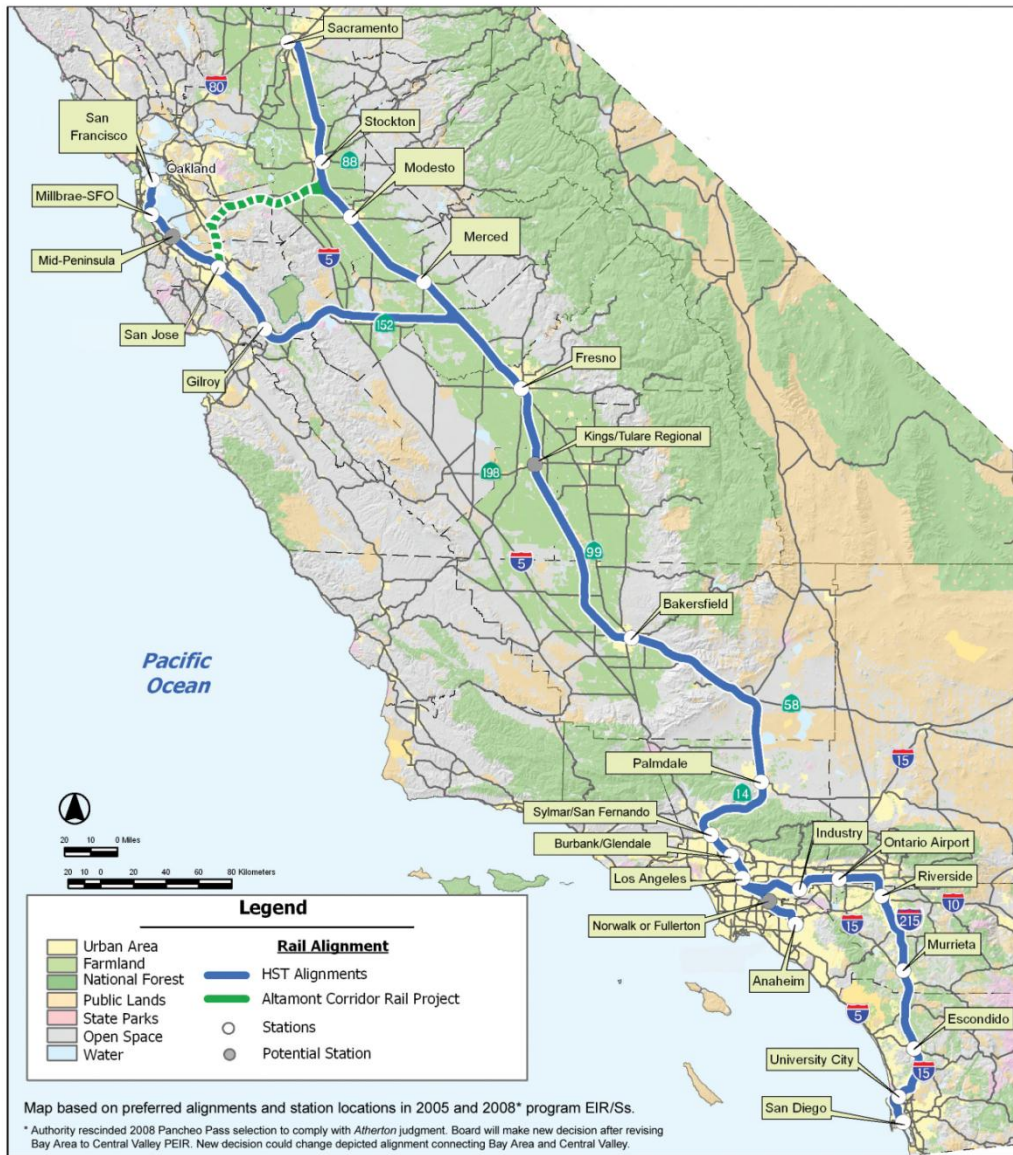 Sacramento
80
San
Francisco
Stockton
88
Oakland
Modesto
Millbrae-SFO
Merced
Mid-Peninsula
5
San Jose
152
Gilroy
Fresno
Kings/Tulare Regional
198
99
5
Bakersfield
Pacific
Ocean
58
15
Palmdale
14
Sylmar/San Fernando
Industry
Burbank/Glendale
Ontario Airport
Los Angeles
Riverside
10
Norwalk or Fullerton
15
215
Murrieta
Anaheim
5
Escondido
15
University City
San Diego
20 10 0 Miles
20 10 0 20 40 60 80 Kilometers
Legend
Urban Area
Farmland
National Forest
Public Lands
State Parks
Open Space
Water
Rail Alignment
HST Alignments
Altamont Corridor Rail Project
Stations
Potential Station
Map based on preferred alignments and station locations in 2005 and 2008* program EIR/Ss.
* Authority rescinded 2008 Pancheo Pass selection to comply with Atherton judgment. Board will make new decision after revising
Bay Area to Central Valley PEIR. New decision could change depicted alignment connecting Bay Area and Central Valley.